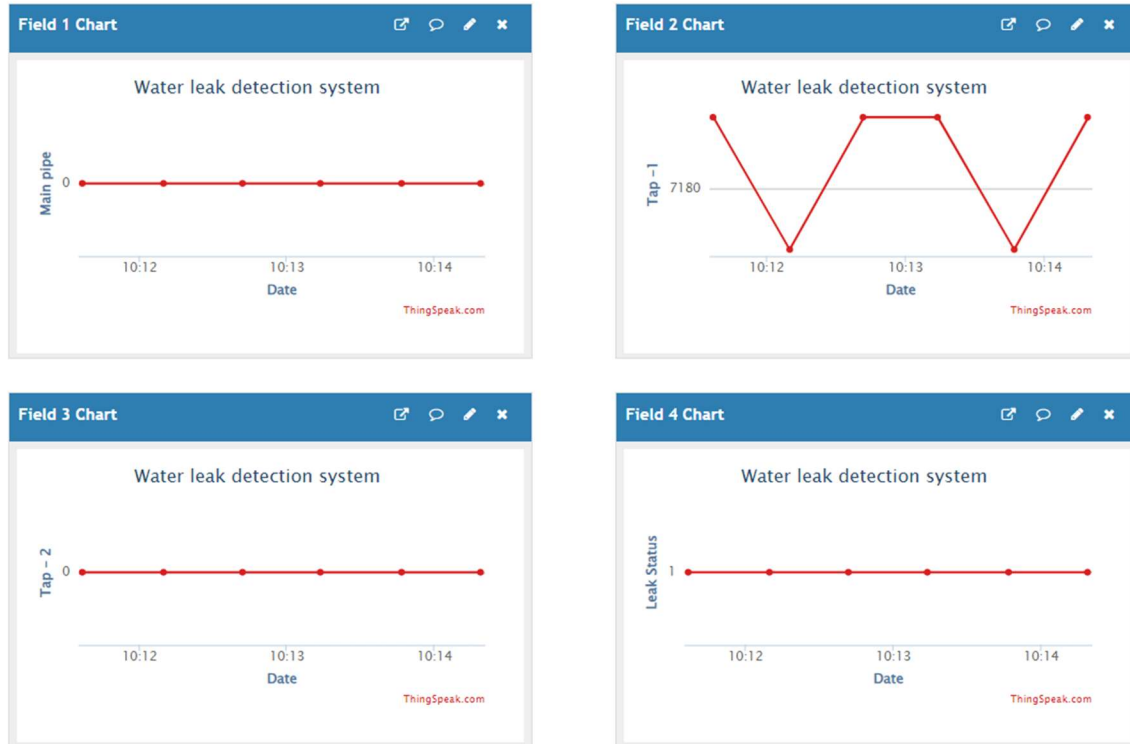 Field 1 Chart
Water leak detection system
Main pipe
0
10:12 10:13 10:14
Date
ThingSpeak.com
Field 2 Chart
Water leak detection system
Tap -1
7180
10:12 10:13 10:14
Date
ThingSpeak.com
Field 3 Chart
Water leak detection system
Tap - 2
0
10:12 10:13 10:14
Date
ThingSpeak.com
Field 4 Chart
Water leak detection system
Leak Status
1
10:12 10:13 10:14
Date
ThingSpeak.com